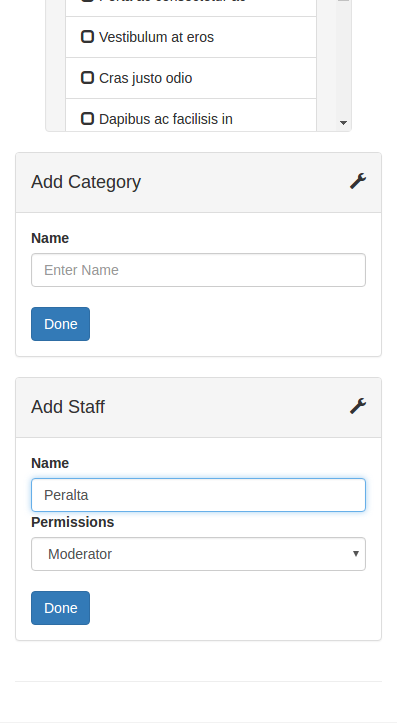 Vestibulum at eros
Cras justo odio
Dapibus ac facilisis in
Add Category
Name
Enter Name
Done
Add Staff
Name
Peralta
Permissions
Moderator
Done